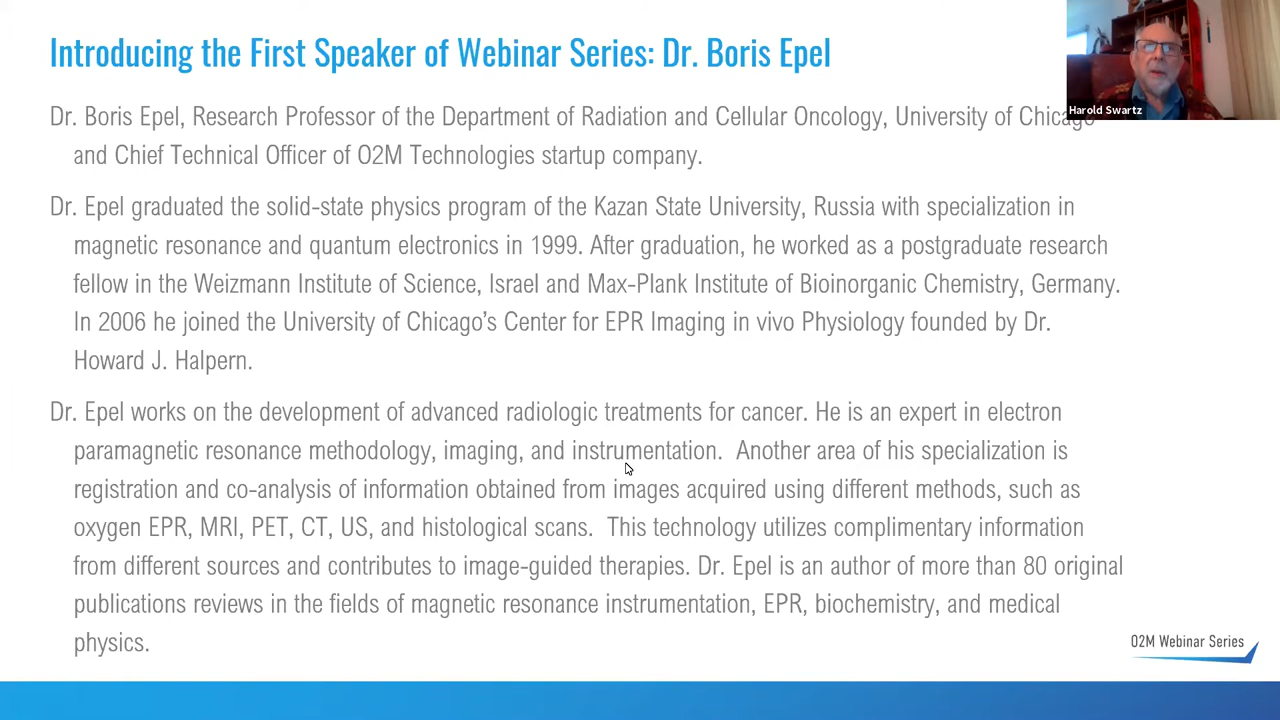 Introducing the First Speaker of Webinar Series: Dr. Boris Epel
Harold Swartz
Dr. Boris Epel, Research Professor of the Department of Radiation and Cellular Oncology, University of Chicago
and Chief Technical Officer of O2M Technologies startup company.
Dr. Epel graduated the solid-state physics program of the Kazan State University, Russia with specialization in
magnetic resonance and quantum electronics in 1999. After graduation, he worked as a postgraduate research
fellow in the Weizmann Institute of Science, Israel and Max-Plank Institute of Bioinorganic Chemistry, Germany.
In 2006 he joined the University of Chicago's Center for EPR Imaging in vivo Physiology founded by Dr.
Howard J. Halpern.
Dr. Epel works on the development of advanced radiologic treatments for cancer. He is an expert in electron
paramagnetic resonance methodology, imaging, and instrumentation.  Another area of his specialization is
registration and co-analysis of information obtained from images acquired using different methods, such as
oxygen EPR, MRI, PET, CT, US, and histological scans.  This technology utilizes complimentary information
from different sources and contributes to image-guided therapies. Dr. Epel is an author of more than 80 original
publications reviews in the fields of magnetic resonance instrumentation, EPR, biochemistry, and medical
physics.
O2M Webinar Series